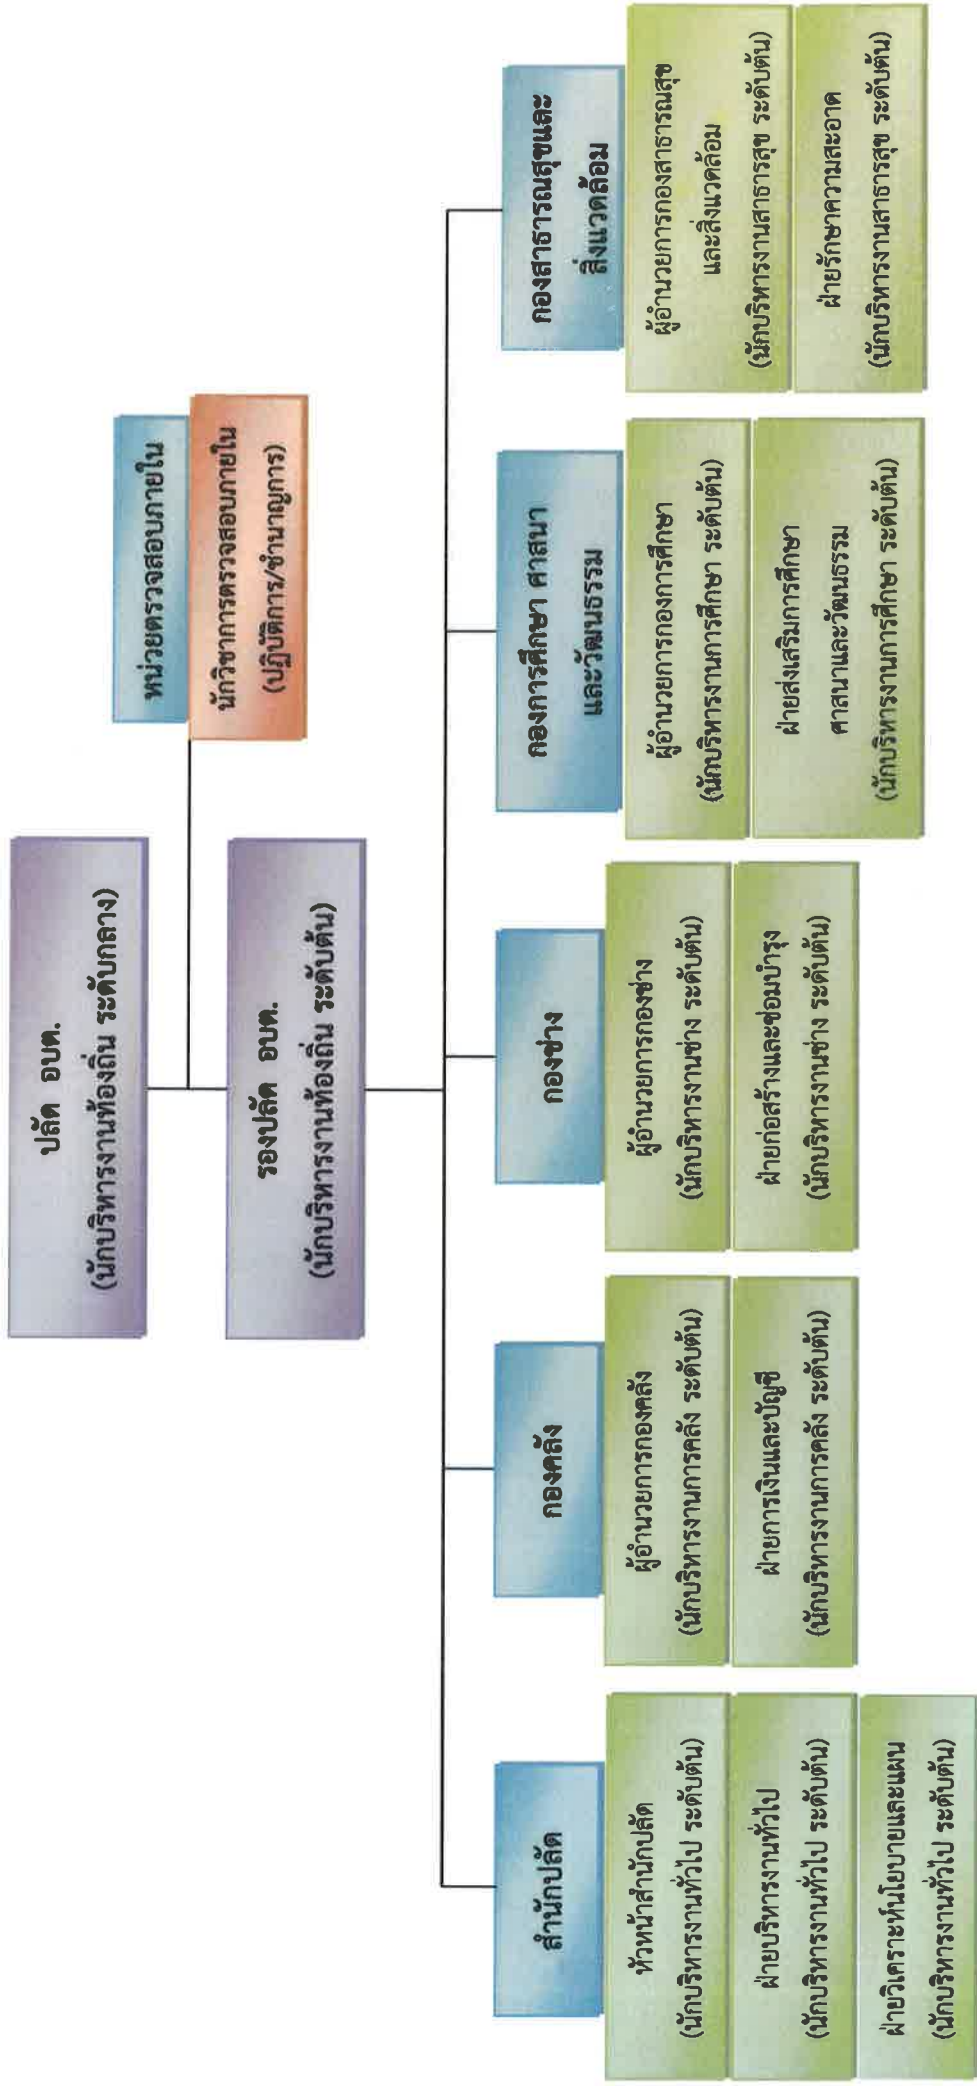 ปลัด อบต.
(นักบริหารงานท้องถิ่น ระดับกลาง)
หน่วยตรวจสอบภายใน
นักวิชาการตรวจสอบภายใน
(ปฏิบัติการ/ชำนาญการ)
รองปลัด อบต.
(นักบริหารงานท้องถิ่น ระดับต้น)
สำนักปลัด
หัวหน้าสำนักปลัด
(นักบริหารงานทั่วไป ระดับต้น)
ฝ่ายบริหารงานทั่วไป
(นักบริหารงานทั่วไป ระดับต้น)
ฝ่ายวิเคราะห์นโยบายและแผน
(นักบริหารงานทั่วไป ระดับต้น)
กองคลัง
ผู้อำนวยการกองคลัง
(นักบริหารงานการคลัง ระดับต้น)
ฝ่ายการเงินและบัญชี
(นักบริหารงานการคลัง ระดับต้น)
กองช่าง
ผู้อำนวยการกองช่าง
(นักบริหารงานช่าง ระดับต้น)
ฝ่ายก่อสร้างและซ่อมบำรุง
(นักบริหารงานช่าง ระดับต้น)
กองการศึกษา ศาสนา
และวัฒนธรรม
ผู้อำนวยการกองการศึกษา
(นักบริหารงานการศึกษา ระดับต้น)
ฝ่ายส่งเสริมการศึกษา
ศาสนาและวัฒนธรรม
(นักบริหารงานการศึกษา ระดับต้น)
กองสาธารณสุขและ
สิ่งแวดล้อม
ผู้อำนวยการกองสาธารณสุข
และสิ่งแวดล้อม
(นักบริหารงานสาธารสุข ระดับต้น)
ฝ่ายรักษาความสะอาด
(นักบริหารงานสาธารสุข ระดับต้น)